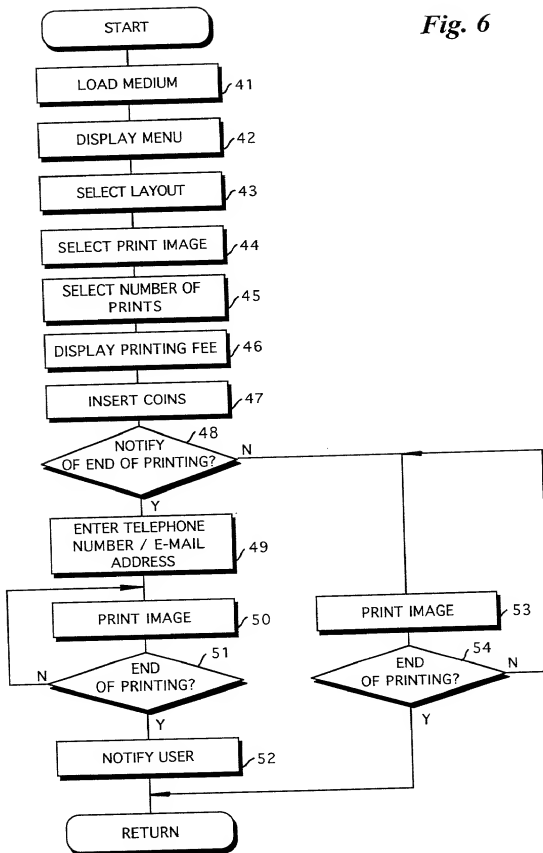 Fig. 6
START
LOAD MEDIUM
41
DISPLAY MENU
42
SELECT LAYOUT
43
SELECT PRINT IMAGE
44
SELECT NUMBER OF
PRINTS
45
DISPLAY PRINTING FEE
46
INSERT COINS
47
48
NOTIFY
OF END OF PRINTING?
N
Y
ENTER TELEPHONE
NUMBER / E-MAIL
ADDRESS
49
PRINT IMAGE
50
51
END
OF PRINTING?
N
Y
NOTIFY USER
52
PRINT IMAGE
53
54
END
OF PRINTING?
N
Y
RETURN